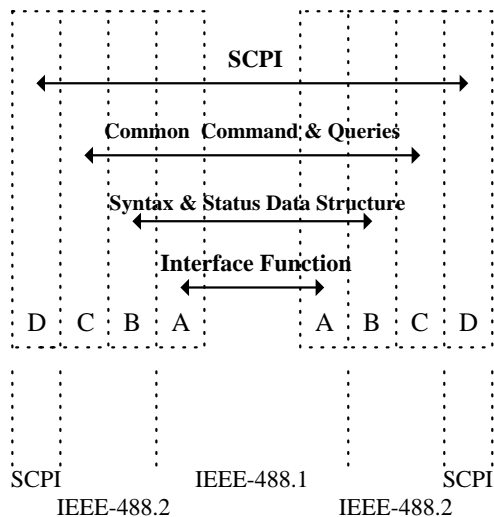 SCPI
Common Command & Queries
Syntax & Status Data Structure
Interface Function
D C B A A B C D
SCPI IEEE-488.1 SCPI
IEEE-488.2 IEEE-488.2